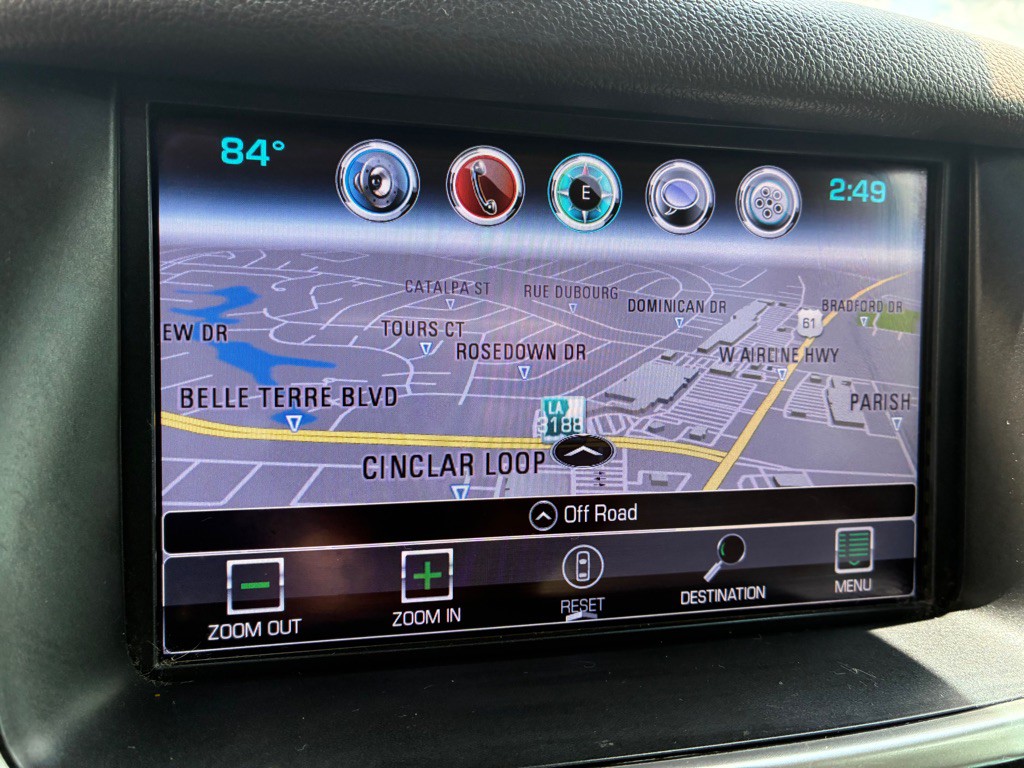 84°
E
2:49
CATALPA ST
RUE DUBOURG
DOMINICAN DR
BRADFORD DR
61
EW DR
TOURS CT
ROSEDOWN DR
W AIRLINE HWY
BELLE TERRE BLVD
LA
3188
PARISH
CINCLAR LOOP
Off Road
ZOOM OUT
ZOOM IN
RESET
DESTINATION
MENU